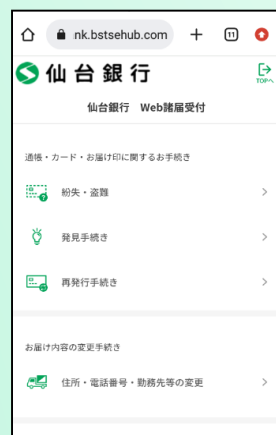 nk.bstsehub.com
11
仙台銀行
TOPへ
仙台銀行 Web諸届受付
通帳・カード・お届け印に関するお手続き
紛失・盗難
発見手続き
再発行手続き
お届け内容の変更手続き
住所・電話番号・勤務先等の変更